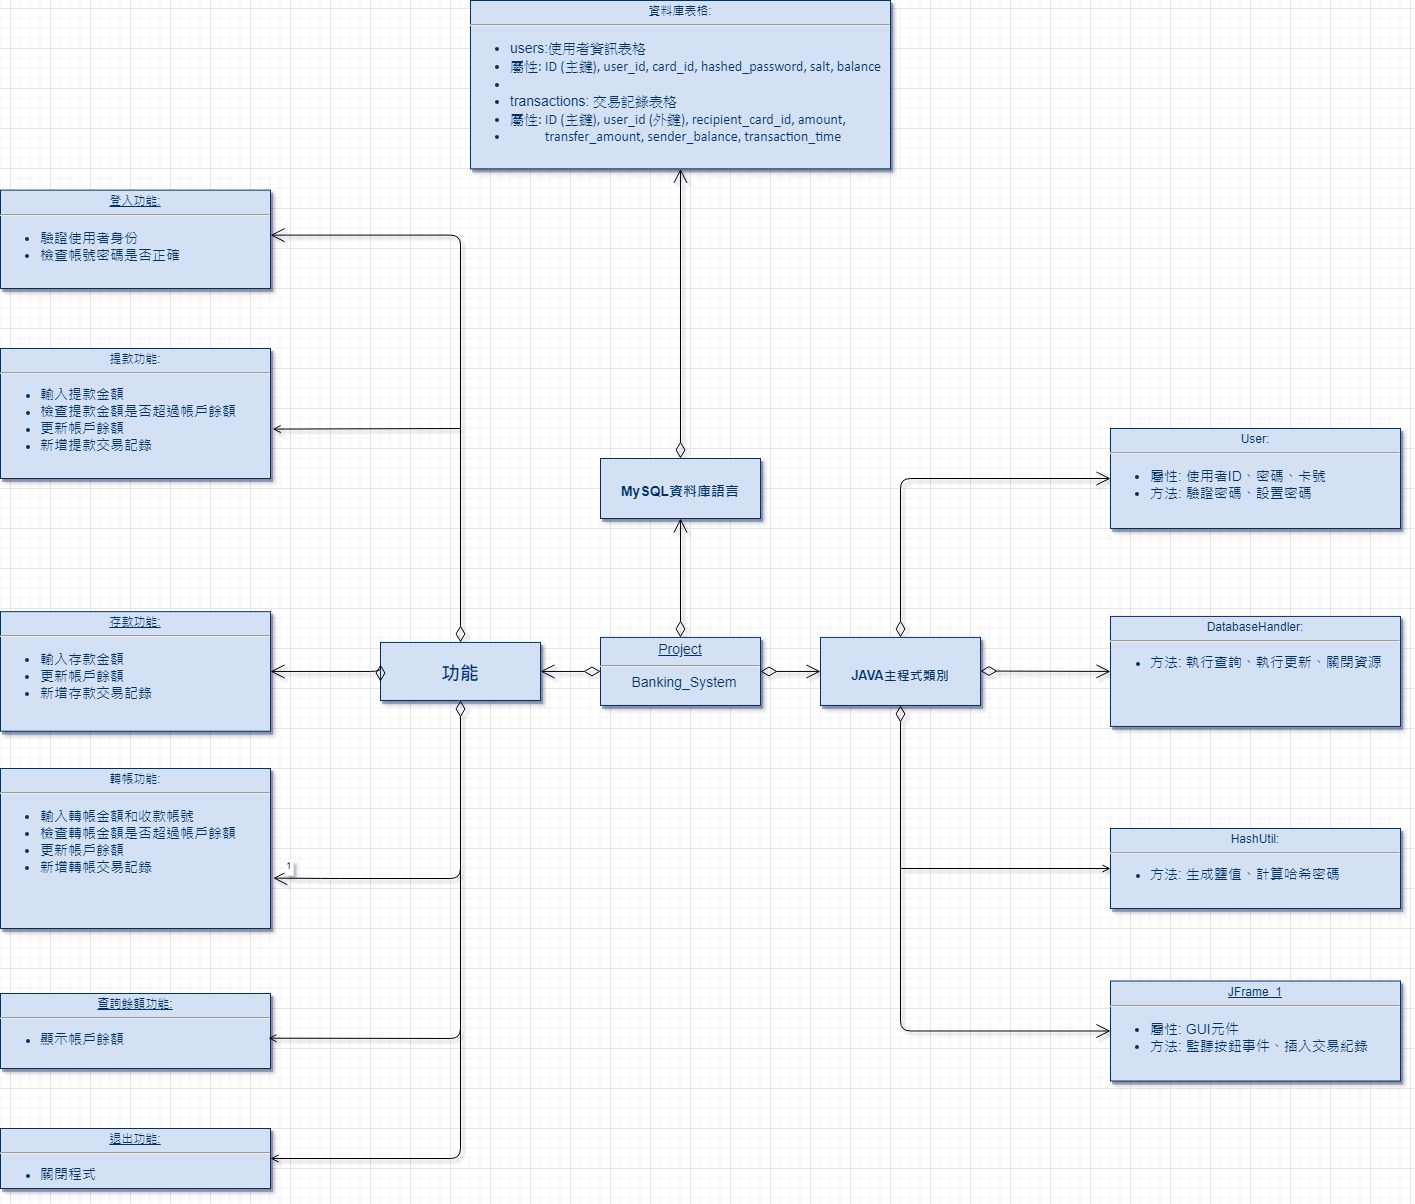 資料庫表格:
users:使用者資訊表格
屬性: ID (主鍵), user_id, card_id, hashed_password, salt, balance
transactions: 交易記錄表格
屬性: ID (主鍵), user_id (外鍵), recipient_card_id, amount,
transfer_amount, sender_balance, transaction_time
登入功能:
驗證使用者身份
檢查帳號密碼是否正確
提款功能:
輸入提款金額
檢查提款金額是否超過帳戶餘額
更新帳戶餘額
新增提款交易記錄
MySQL資料庫語言
User:
屬性: 使用者ID、密碼、卡號
方法: 驗證密碼、設置密碼
存款功能:
輸入存款金額
更新帳戶餘額
新增存款交易記錄
功能
Project
Banking_System
JAVA主程式類別
DatabaseHandler:
方法: 執行查詢、執行更新、關閉資源
轉帳功能:
輸入轉帳金額和收款帳號
檢查轉帳金額是否超過帳戶餘額
更新帳戶餘額
新增轉帳交易記錄
1
HashUtil:
方法: 生成鹽值、計算哈希密碼
查詢餘額功能:
顯示帳戶餘額
JFrame_1
屬性: GUI元件
方法: 監聽按鈕事件、插入交易紀錄
退出功能:
關閉程式